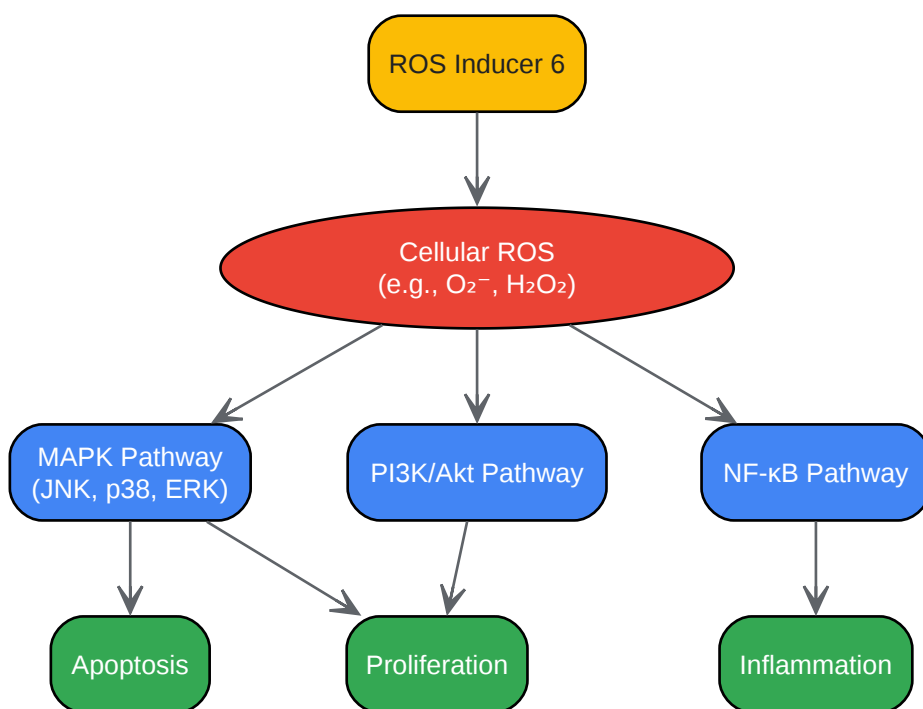 ROS Inducer 6
Cellular ROS
(e.g., O₂⁻, H₂O₂)
MAPK Pathway
(JNK, p38, ERK)
PI3K/Akt Pathway
NF-κB Pathway
Apoptosis
Proliferation
Inflammation